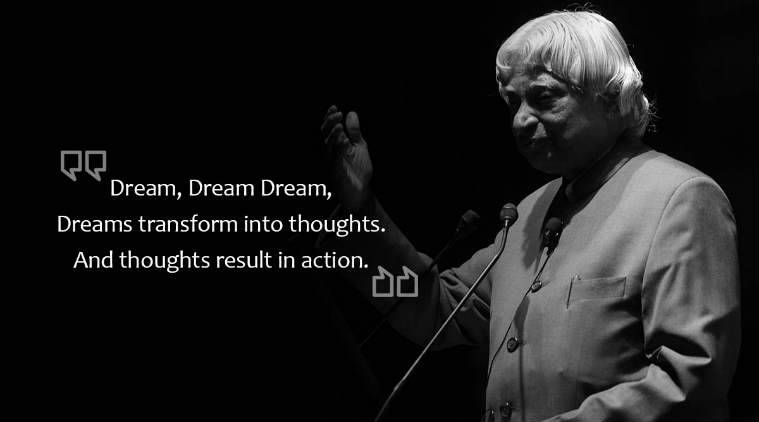 Dream, Dream Dream,
Dreams transform into thoughts.
And thoughts result in action.